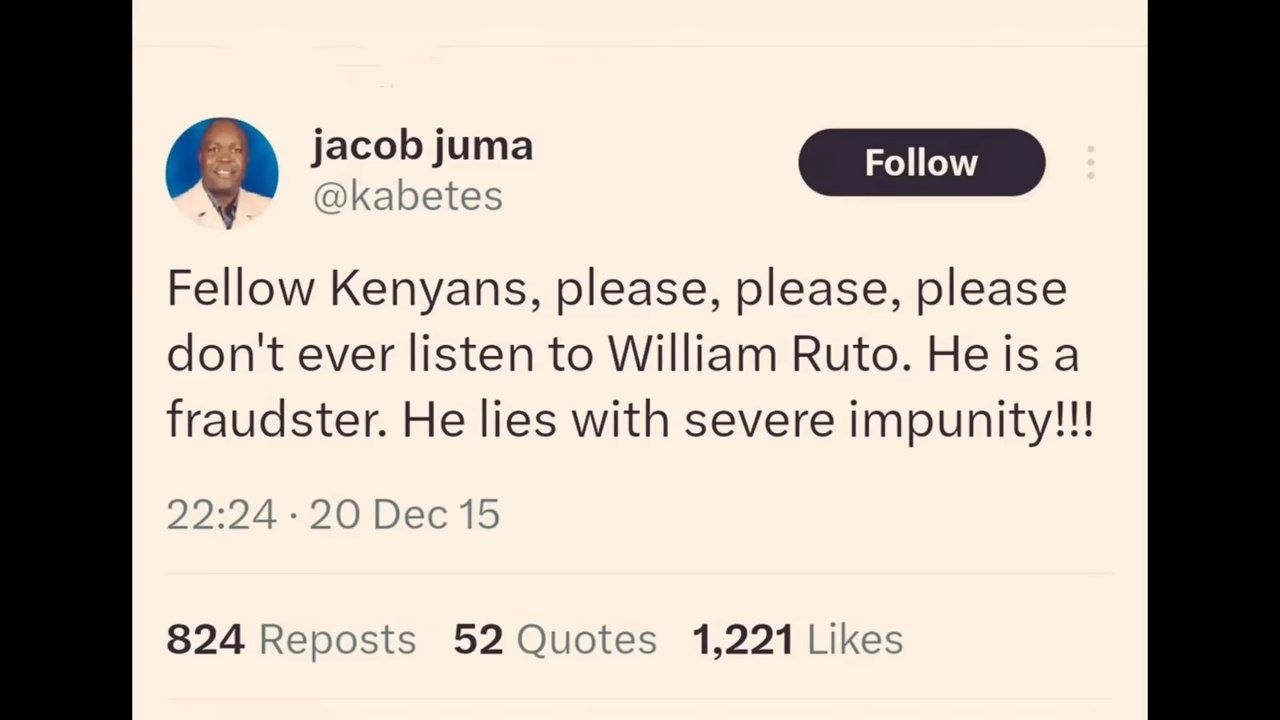 jacob juma
@kabetes
Follow
Fellow Kenyans, please, please, please
don't ever listen to William Ruto. He is a
fraudster. He lies with severe impunity!!!
22:24 · 20 Dec 15
824 Reposts 52 Quotes 1,221 Likes